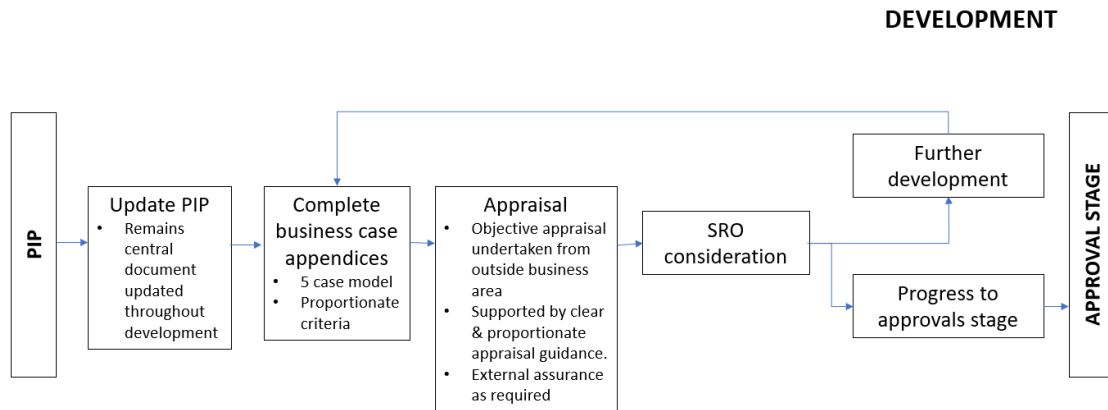 DEVELOPMENT
PIP
Update PIP
• Remains
central
document
updated
throughout
development
Complete
business case
appendices
• 5 case model
• Proportionate
criteria
Appraisal
• Objective appraisal
undertaken from
outside business
area
• Supported by clear
& proportionate
appraisal guidance.
• External assurance
as required
SRO
consideration
Further
development
Progress to
approvals stage
APPROVAL STAGE